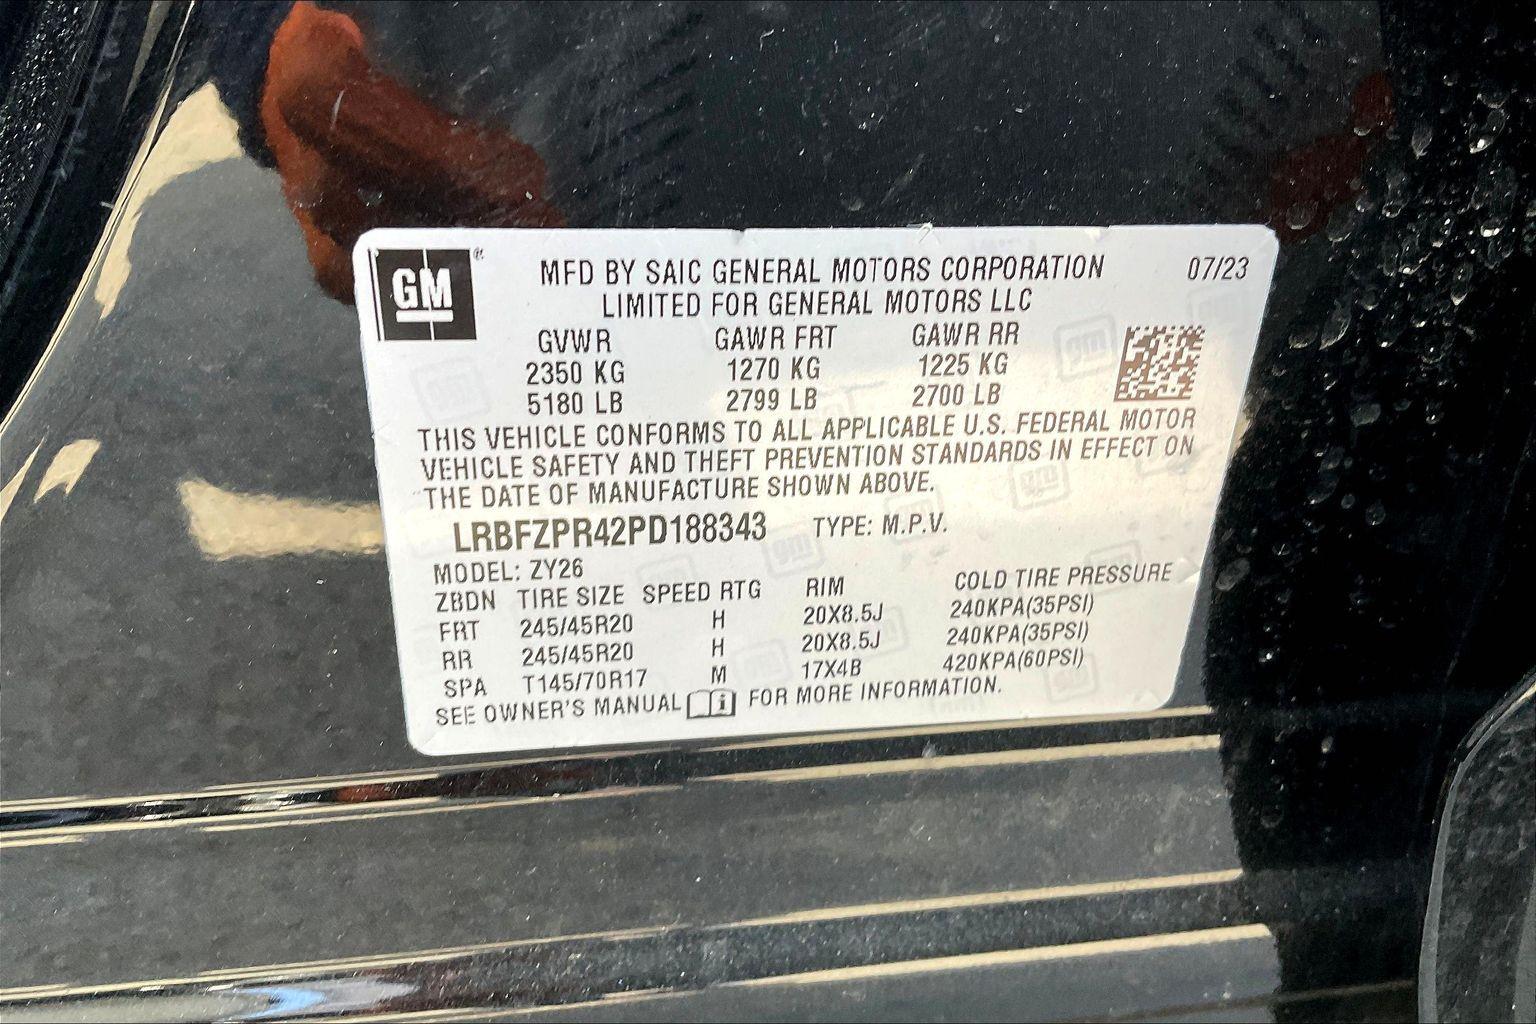 GM®
MFD BY SAIC GENERAL MOTORS CORPORATION 07/23
LIMITED FOR GENERAL MOTORS LLC
GVWR GAWR FRT GAWR RR
2350 KG 1270 KG 1225 KG
5180 LB 2799 LB 2700 LB
THIS VEHICLE CONFORMS TO ALL APPLICABLE U.S. FEDERAL MOTOR
VEHICLE SAFETY AND THEFT PREVENTION STANDARDS IN EFFECT ON
THE DATE OF MANUFACTURE SHOWN ABOVE.
LRBFZPR42PD188343 TYPE: M.P.V.
MODEL: ZY26
ZBDN TIRE SIZE SPEED RTG RIM COLD TIRE PRESSURE
FRT 245/45R20 H 20X8.5J 240KPA(35PSI)
RR 245/45R20 H 20X8.5J 240KPA(35PSI)
SPA T145/70R17 M 17X4B 420KPA(60PSI)
SEE OWNER'S MANUAL FOR MORE INFORMATION.